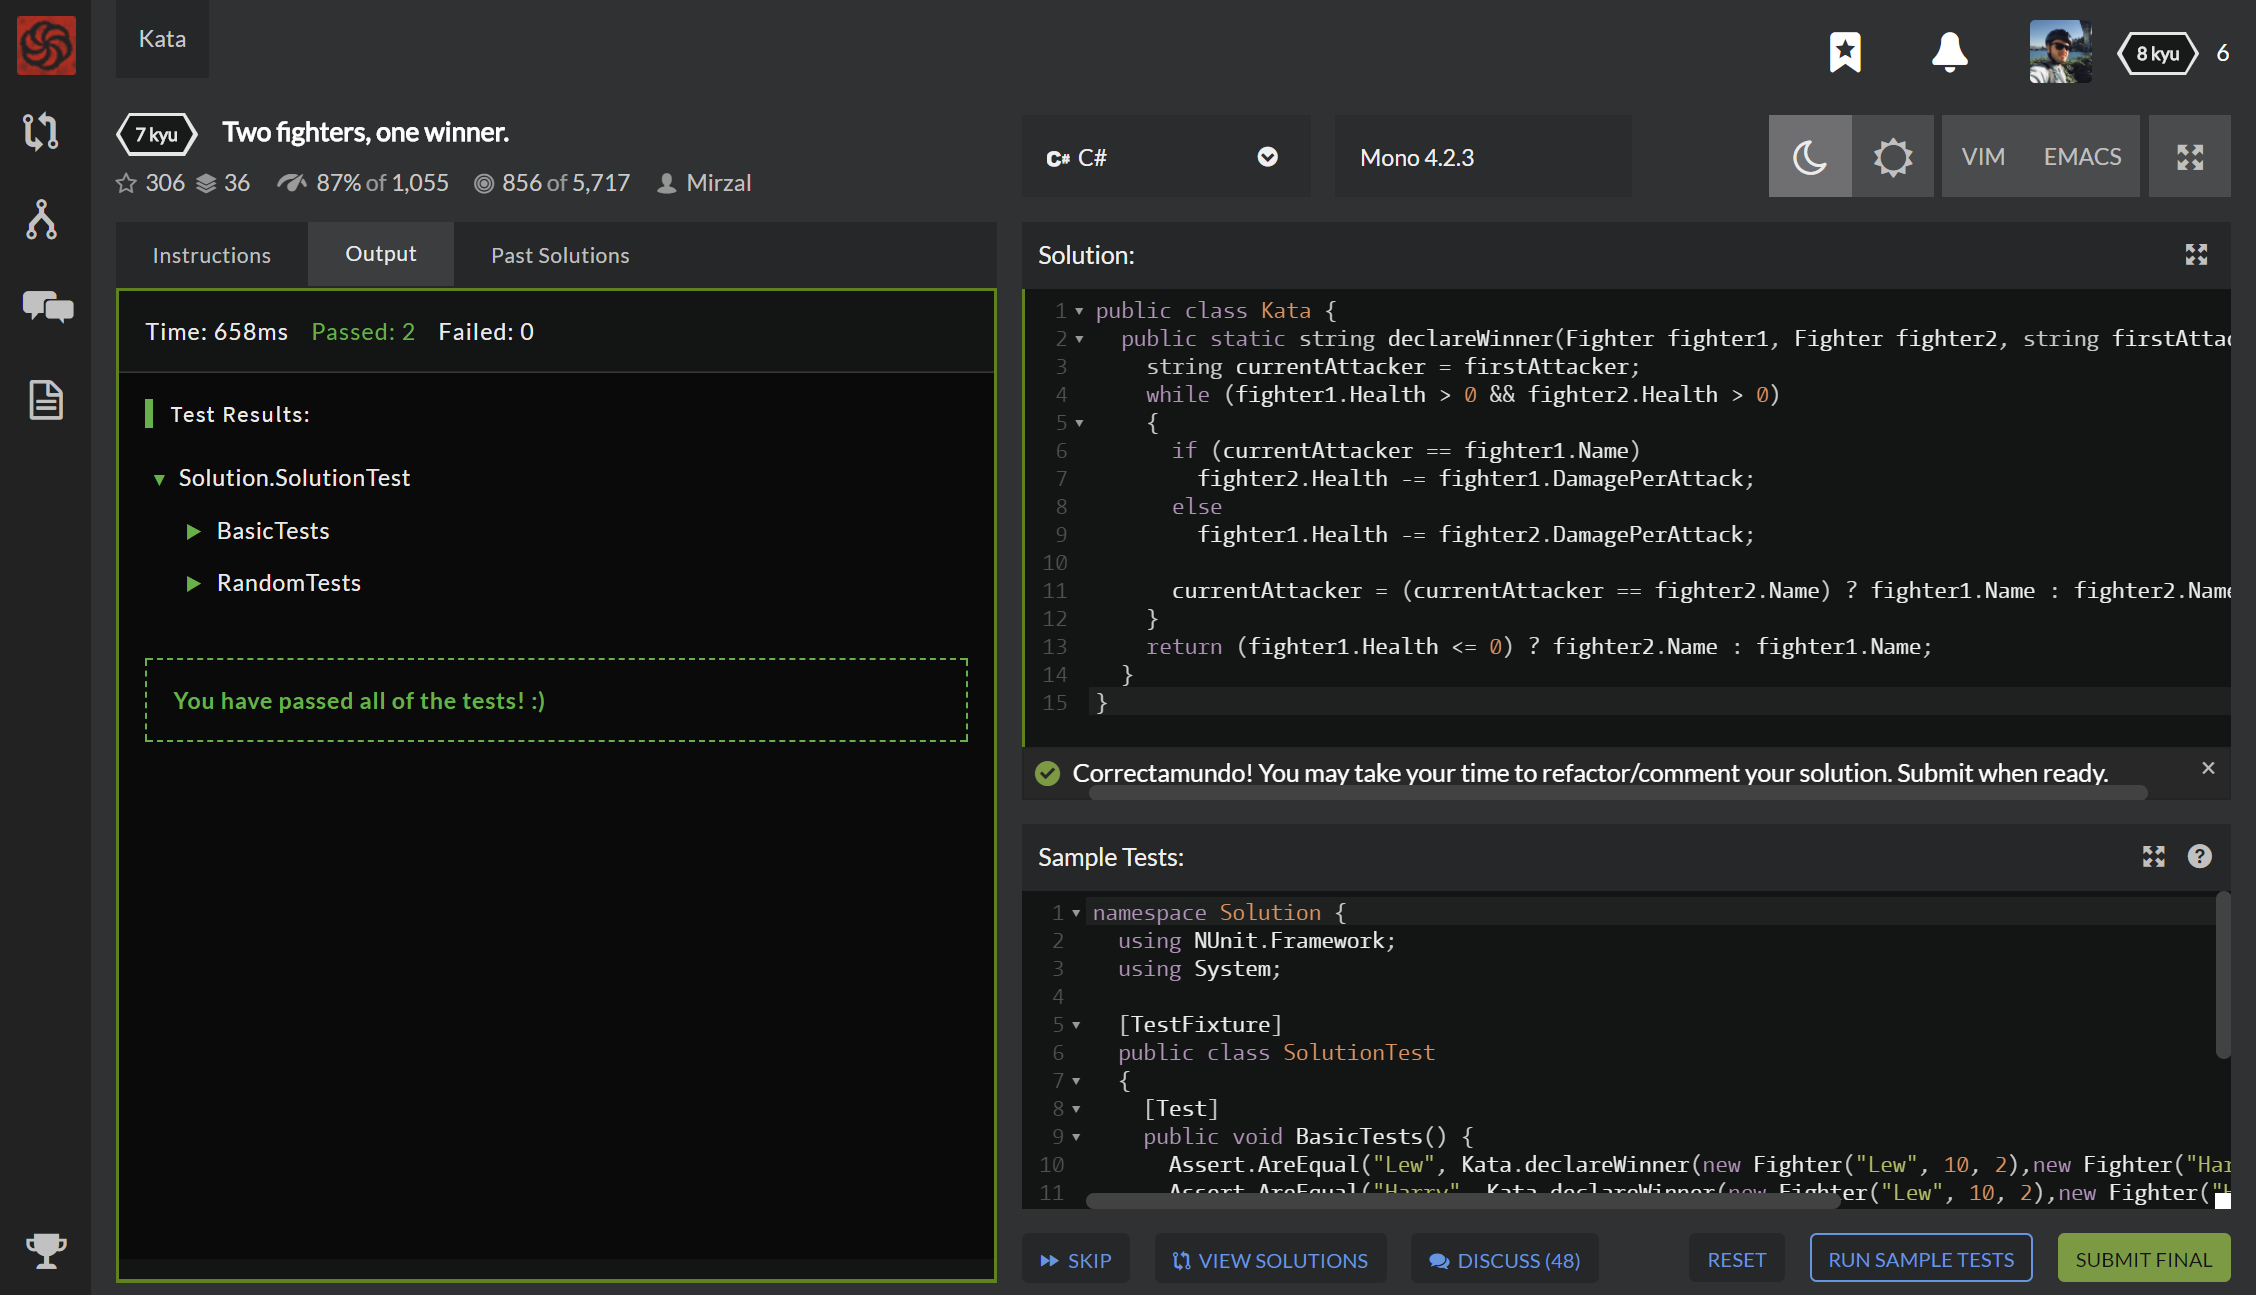 Kata
8 kyu
6
7 kyu
Two fighters, one winner.
306 36 87% of 1,055 856 of 5,717 Mirzal
C# C#
Mono 4.2.3
VIM EMACS
Instructions Output Past Solutions
Time: 658ms Passed: 2 Failed: 0
Test Results:
Solution.SolutionTest
BasicTests
RandomTests
You have passed all of the tests! :)
Solution:
1 public class Kata {
2 public static string declareWinner(Fighter fighter1, Fighter fighter2, string firstAttac
3 string currentAttacker = firstAttacker;
4 while (fighter1.Health > 0 && fighter2.Health > 0)
5 {
6 if (currentAttacker == fighter1.Name)
7 fighter2.Health -= fighter1.DamagePerAttack;
8 else
9 fighter1.Health -= fighter2.DamagePerAttack;
10
11 currentAttacker = (currentAttacker == fighter2.Name) ? fighter1.Name : fighter2.Name
12 }
13 return (fighter1.Health <= 0) ? fighter2.Name : fighter1.Name;
14 }
15 }
Correctamundo! You may take your time to refactor/comment your solution. Submit when ready.
Sample Tests:
1 namespace Solution {
2 using NUnit.Framework;
3 using System;
4
5 [TestFixture]
6 public class SolutionTest
7 {
8 [Test]
9 public void BasicTests() {
10 Assert.AreEqual("Lew", Kata.declareWinner(new Fighter("Lew", 10, 2),new Fighter("Har
11 Assert.AreEqual("Harry", Kata.declareWinner(new Fighter("Lew", 10, 2),new Fighter("
SKIP
VIEW SOLUTIONS
DISCUSS (48)
RESET
RUN SAMPLE TESTS
SUBMIT FINAL